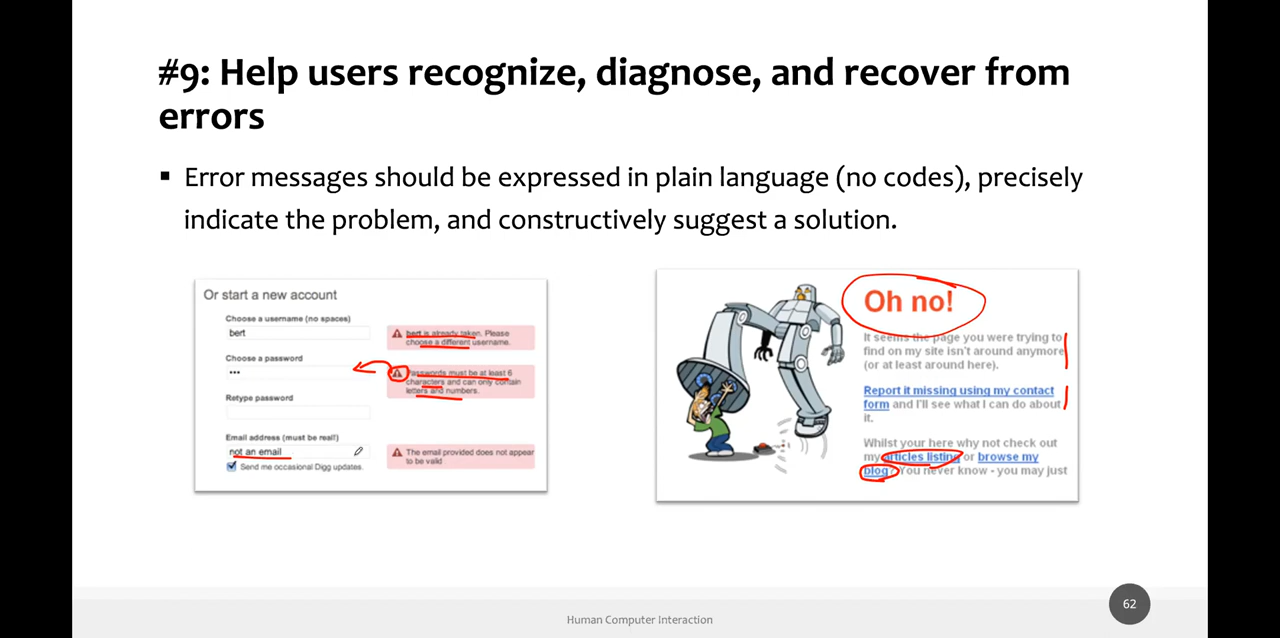 #9: Help users recognize, diagnose, and recover from
errors
▪ Error messages should be expressed in plain language (no codes), precisely
indicate the problem, and constructively suggest a solution.
Or start a new account
Choose a username (no spaces)
bert
bert is already taken. Please
choose a different username.
Choose a password
•••
Passwords must be at least 6
characters and can only contain
letters and numbers.
Retype password
Email address (must be real!)
not an email
The email provided does not appear
to be valid
Send me occasional Digg updates.
Oh no!
It seems the page you were trying to
find on my site isn't around anymore
(or at least around here).
Report it missing using my contact
form and I'll see what I can do about
it.
Whilst your here why not check out
my articles listing or browse my
blog? You never know - you may just
Human Computer Interaction
62